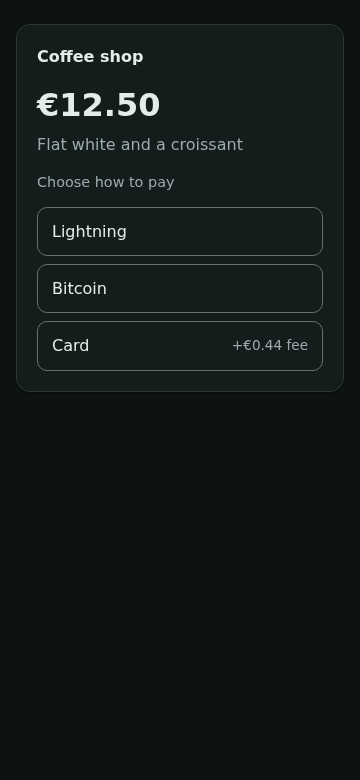 Coffee shop
€12.50
Flat white and a croissant
Choose how to pay
Lightning
Bitcoin
Card +€0.44 fee